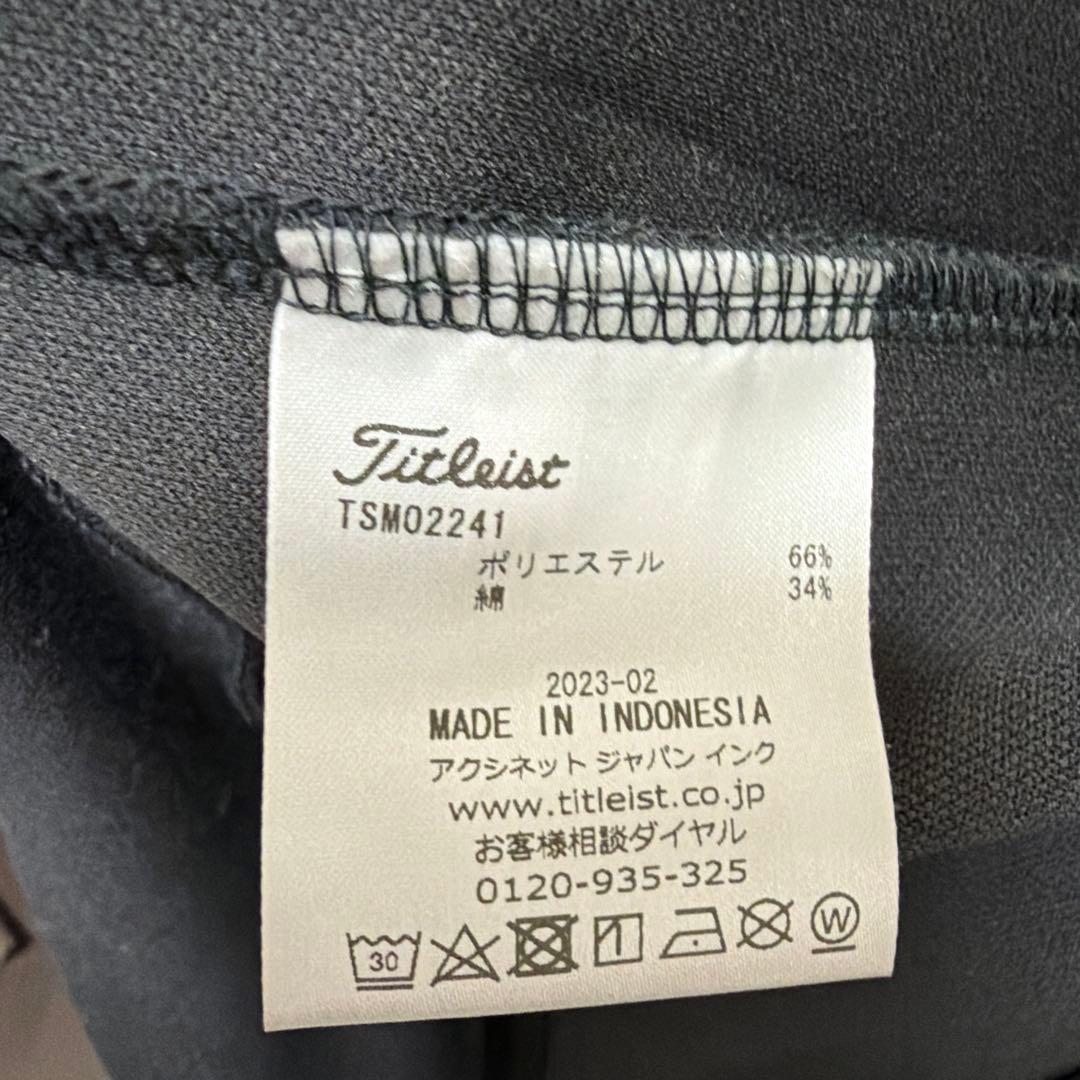 Titleist
TSMO2241
ポリエステル 66%
綿 34%
2023-02
MADE IN INDONESIA
アクシネット ジャパン インク
www.titleist.co.jp
お客様相談ダイヤル
0120-935-325
30 W